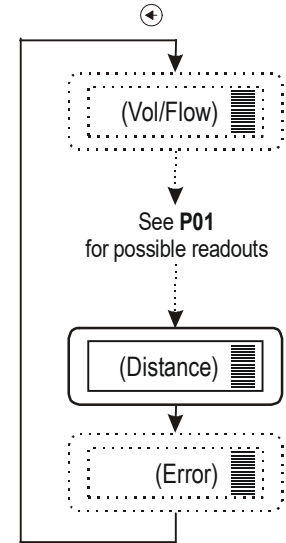 (Vol/Flow)
See P01
for possible readouts
(Distance)
(Error)